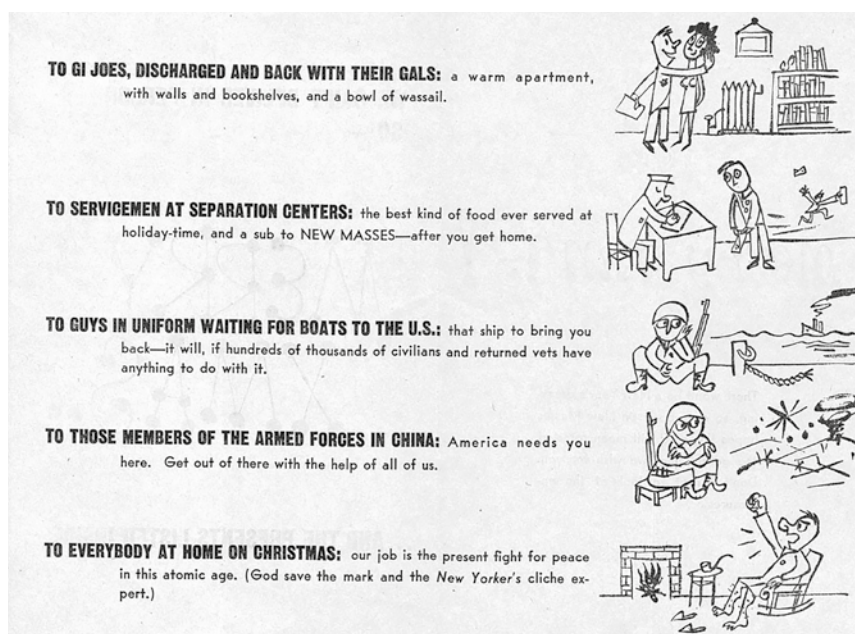 TO GI JOES, DISCHARGED AND BACK WITH THEIR GALS: a warm apartment,
with walls and bookshelves, and a bowl of wassail.
TO SERVICEMEN AT SEPARATION CENTERS: the best kind of food ever served at
holiday-time, and a sub to NEW MASSES—after you get home.
TO GUYS IN UNIFORM WAITING FOR BOATS TO THE U.S.: that ship to bring you
back—it will, if hundreds of thousands of civilians and returned vets have
anything to do with it.
TO THOSE MEMBERS OF THE ARMED FORCES IN CHINA: America needs you
here. Get out of there with the help of all of us.
TO EVERYBODY AT HOME ON CHRISTMAS: our job is the present fight for peace
in this atomic age. (God save the mark and the New Yorker's cliche ex-
pert.)